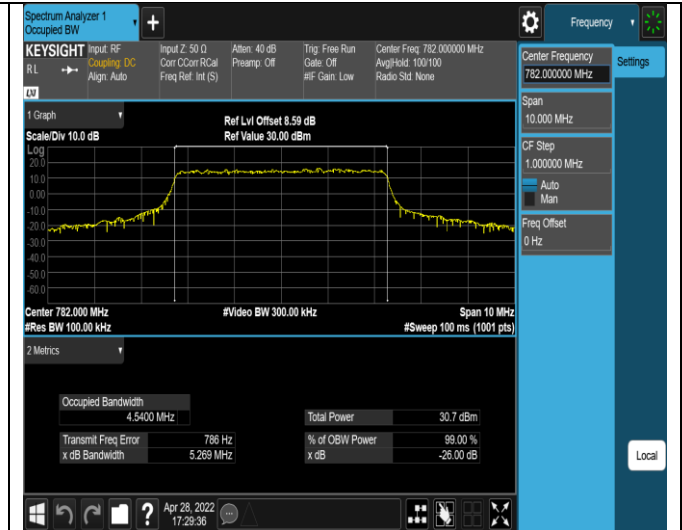 Spectrum Analyzer 1
Occupied BW
+
Frequency
KEYSIGHT
RL
LXI
Input: RF
Coupling: DC
Align: Auto
Input Z: 50 Ω
Corr CCorr RCal
Freq Ref: Int (S)
Atten: 40 dB
Preamp: Off
Trig: Free Run
Gate: Off
#IF Gain: Low
Center Freq: 782.000000 MHz
Avg|Hold: 100/100
Radio Std: None
Center Frequency
782.000000 MHz
Settings
Span
10.000 MHz
CF Step
1.000000 MHz
Auto
Man
Freq Offset
0 Hz
1 Graph
Scale/Div 10.0 dB
Ref Lvl Offset 8.59 dB
Ref Value 30.00 dBm
Log
20.0
10.0
0.00
-10.0
-20.0
-30.0
-40.0
-50.0
-60.0
Center 782.000 MHz
#Video BW 300.00 kHz
Span 10 MHz
#Res BW 100.00 kHz
#Sweep 100 ms (1001 pts)
2 Metrics
Occupied Bandwidth
4.5400 MHz
Total Power 30.7 dBm
Transmit Freq Error 786 Hz
% of OBW Power 99.00 %
x dB Bandwidth 5.269 MHz
x dB -26.00 dB
Local
?
Apr 28, 2022
17:29:36